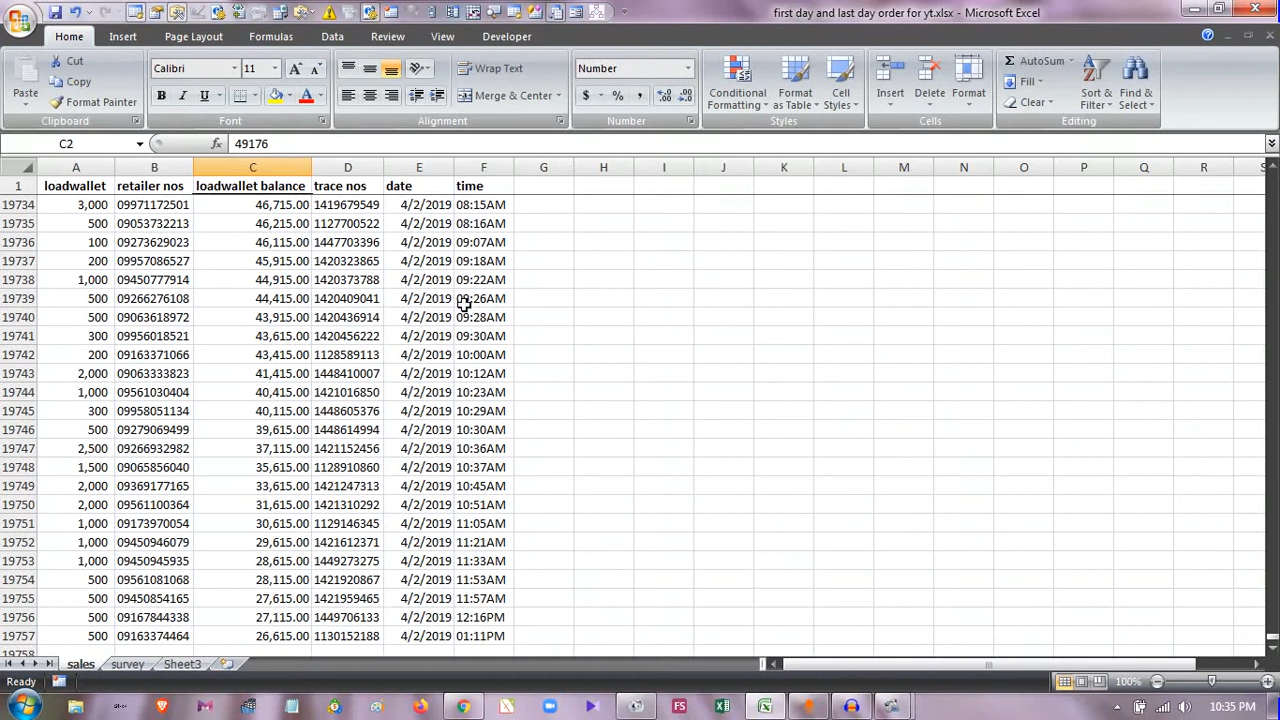 first day and last day order for yt.xlsx - Microsoft Excel
Home Insert Page Layout Formulas Data Review View Developer
Cut
Copy
Format Painter
Paste
Clipboard
Calibri 11
B I U
Font
Wrap Text
Merge & Center
Alignment
Number
$ % ,
Number
Conditional Formatting
Format as Table
Cell Styles
Styles
Insert Delete Format
Cells
AutoSum
Fill
Clear
Sort & Filter
Find & Select
Editing
C2 49176
A B C D E F G H I J K L M N O P Q R S
1 loadwallet retailer nos loadwallet balance trace nos date time
19734 3,000 09971172501 46,715.00 1419679549 4/2/2019 08:15AM
19735 500 09053732213 46,215.00 1127700522 4/2/2019 08:16AM
19736 100 09273629023 46,115.00 1447703396 4/2/2019 09:07AM
19737 200 09957086527 45,915.00 1420323865 4/2/2019 09:18AM
19738 1,000 09450777914 44,915.00 1420373788 4/2/2019 09:22AM
19739 500 09266276108 44,415.00 1420409041 4/2/2019 09:26AM
19740 500 09063618972 43,915.00 1420436914 4/2/2019 09:28AM
19741 300 09956018521 43,615.00 1420456222 4/2/2019 09:30AM
19742 200 09163371066 43,415.00 1128589113 4/2/2019 10:00AM
19743 2,000 09063333823 41,415.00 1448410007 4/2/2019 10:12AM
19744 1,000 09561030404 40,415.00 1421016850 4/2/2019 10:23AM
19745 300 09958051134 40,115.00 1448605376 4/2/2019 10:29AM
19746 500 09279069499 39,615.00 1448614994 4/2/2019 10:30AM
19747 2,500 09266932982 37,115.00 1421152456 4/2/2019 10:36AM
19748 1,500 09065856040 35,615.00 1128910860 4/2/2019 10:37AM
19749 2,000 09369177165 33,615.00 1421247313 4/2/2019 10:45AM
19750 2,000 09561100364 31,615.00 1421310292 4/2/2019 10:51AM
19751 1,000 09173970054 30,615.00 1129146345 4/2/2019 11:05AM
19752 1,000 09450946079 29,615.00 1421612371 4/2/2019 11:21AM
19753 1,000 09450945935 28,615.00 1449273275 4/2/2019 11:33AM
19754 500 09561081068 28,115.00 1421920867 4/2/2019 11:53AM
19755 500 09450854165 27,615.00 1421959465 4/2/2019 11:57AM
19756 500 09167844338 27,115.00 1449706133 4/2/2019 12:16PM
19757 500 09163374464 26,615.00 1130152188 4/2/2019 01:11PM
19758
sales survey Sheet3
Ready 100%
FS 10:35 PM